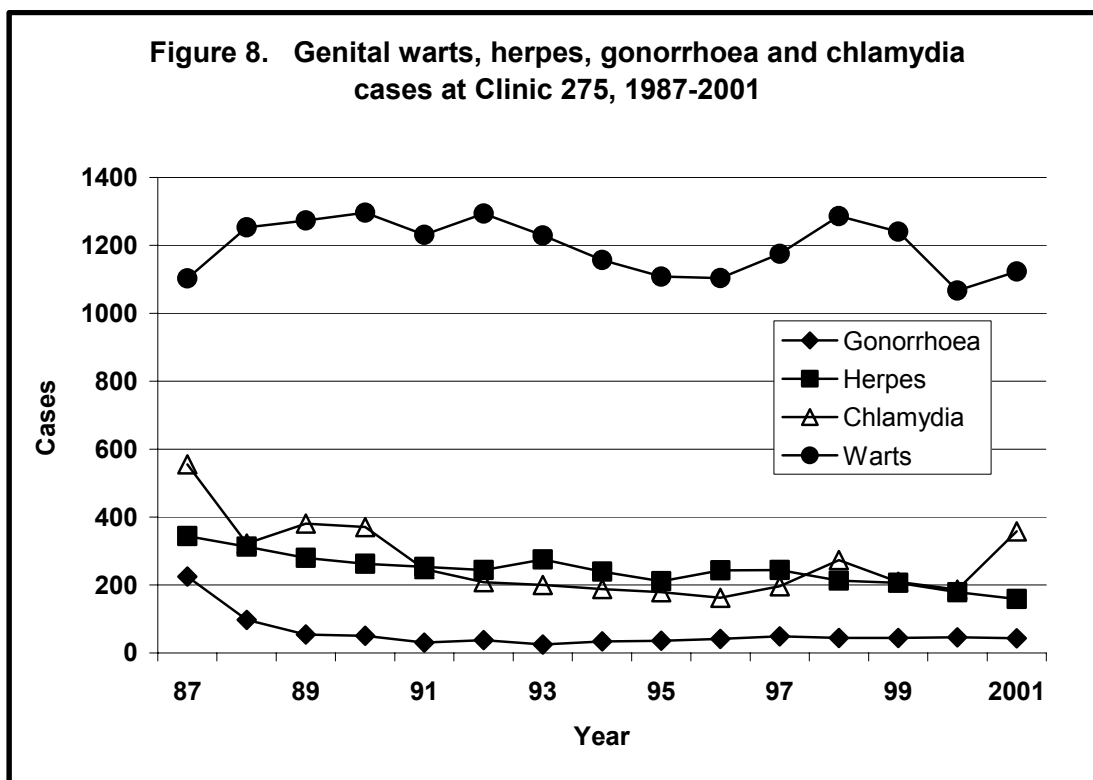 Figure 8. Genital warts, herpes, gonorrhoea and chlamydia
cases at Clinic 275, 1987-2001
1400
1200
1000
800
600
400
200
0
Cases
Gonorrhoea
Herpes
Chlamydia
Warts
87 89 91 93 95 97 99 2001
Year